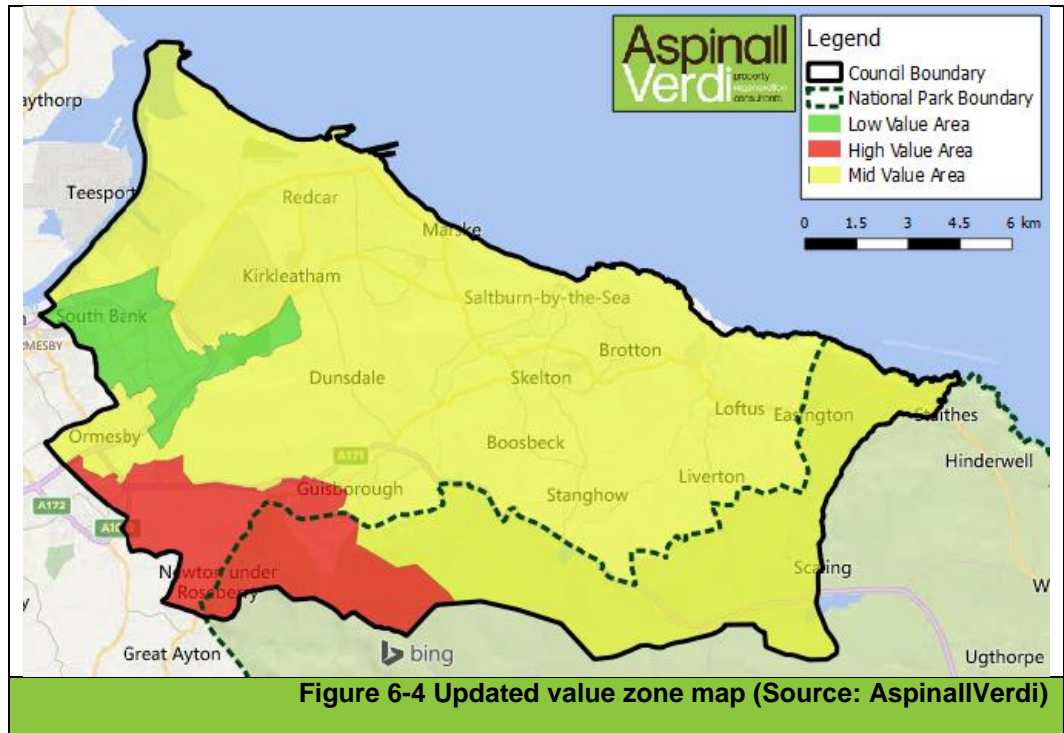 Aspinall
Verdi
property
regeneration
consultants
Legend
Council Boundary
National Park Boundary
Low Value Area
High Value Area
Mid Value Area
0 1.5 3 4.5 6 km
aythorp
Teesport
Redcar
Marske
Kirkleatham
South Bank
Saltburn-by-the-Sea
RMESBY
Brotton
Dunsdale
Skelton
Loftus
Easington
Staithes
Ormesby
Boosbeck
A171
Hinderwell
Guisborough
Liverton
Stanghow
A172
Newton under
Roseberry
Scaling
W
Great Ayton
bing
Ugthorpe
Figure 6-4 Updated value zone map (Source: AspinallVerdi)